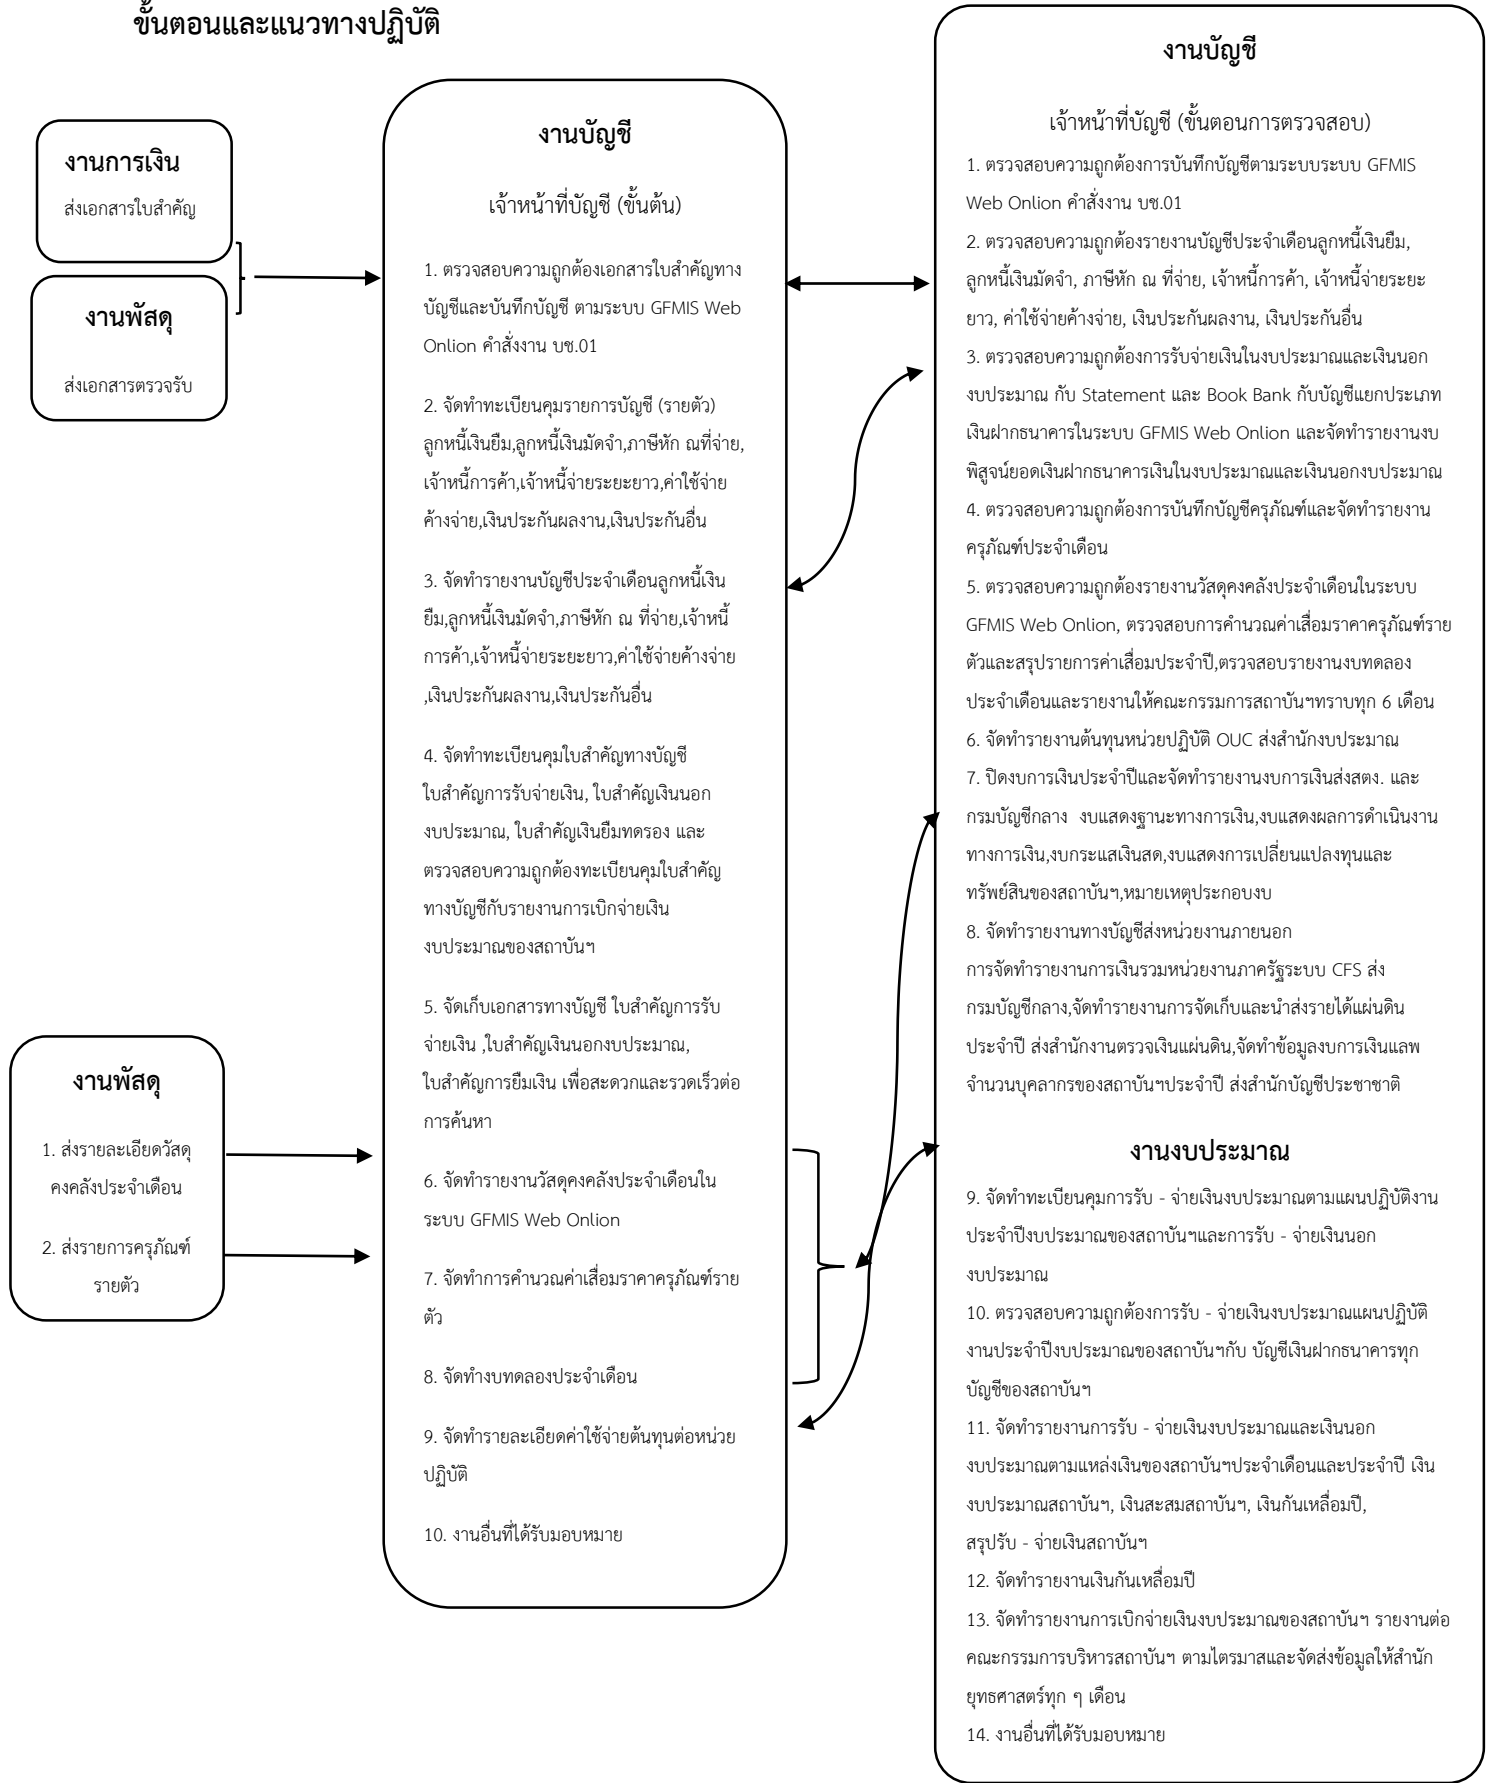 ขั้นตอนและแนวทางปฏิบัติ
งานการเงิน
ส่งเอกสารใบสำคัญ
งานพัสดุ
ส่งเอกสารตรวจรับ
งานพัสดุ
1. ส่งรายละเอียดวัสดุ
คงคลังประจำเดือน
2. ส่งรายการครุภัณฑ์
รายตัว
งานบัญชี
เจ้าหน้าที่บัญชี (ขั้นต้น)
1. ตรวจสอบความถูกต้องเอกสารใบสำคัญทาง
บัญชีและบันทึกบัญชี ตามระบบ GFMIS Web
Onlion คำสั่งงาน บช.01
2. จัดทำทะเบียนคุมรายการบัญชี (รายตัว)
ลูกหนี้เงินยืม,ลูกหนี้เงินมัดจำ,ภาษีหัก ณที่จ่าย,
เจ้าหนี้การค้า,เจ้าหนี้จ่ายระยะยาว,ค่าใช้จ่าย
ค้างจ่าย,เงินประกันผลงาน,เงินประกันอื่น
3. จัดทำรายงานบัญชีประจำเดือนลูกหนี้เงิน
ยืม,ลูกหนี้เงินมัดจำ,ภาษีหัก ณ ที่จ่าย,เจ้าหนี้
การค้า,เจ้าหนี้จ่ายระยะยาว,ค่าใช้จ่ายค้างจ่าย
,เงินประกันผลงาน,เงินประกันอื่น
4. จัดทำทะเบียนคุมใบสำคัญทางบัญชี
ใบสำคัญการรับจ่ายเงิน, ใบสำคัญเงินนอก
งบประมาณ, ใบสำคัญเงินยืมทดรอง และ
ตรวจสอบความถูกต้องทะเบียนคุมใบสำคัญ
ทางบัญชีกับรายงานการเบิกจ่ายเงิน
งบประมาณของสถาบันฯ
5. จัดเก็บเอกสารทางบัญชี ใบสำคัญการรับ
จ่ายเงิน ,ใบสำคัญเงินนอกงบประมาณ,
ใบสำคัญการยืมเงิน เพื่อสะดวกและรวดเร็วต่อ
การค้นหา
6. จัดทำรายงานวัสดุคงคลังประจำเดือนใน
ระบบ GFMIS Web Onlion
7. จัดทำการคำนวณค่าเสื่อมราคาครุภัณฑ์ราย
ตัว
8. จัดทำงบทดลองประจำเดือน
9. จัดทำรายละเอียดค่าใช้จ่ายต้นทุนต่อหน่วย
ปฏิบัติ
10. งานอื่นที่ได้รับมอบหมาย
งานบัญชี
เจ้าหน้าที่บัญชี (ขั้นตอนการตรวจสอบ)
1. ตรวจสอบความถูกต้องการบันทึกบัญชีตามระบบระบบ GFMIS
Web Onlion คำสั่งงาน บช.01
2. ตรวจสอบความถูกต้องรายงานบัญชีประจำเดือนลูกหนี้เงินยืม,
ลูกหนี้เงินมัดจำ, ภาษีหัก ณ ที่จ่าย, เจ้าหนี้การค้า, เจ้าหนี้จ่ายระยะ
ยาว, ค่าใช้จ่ายค้างจ่าย, เงินประกันผลงาน, เงินประกันอื่น
3. ตรวจสอบความถูกต้องการรับจ่ายเงินในงบประมาณและเงินนอก
งบประมาณ กับ Statement และ Book Bank กับบัญชีแยกประเภท
เงินฝากธนาคารในระบบ GFMIS Web Onlion และจัดทำรายงานงบ
พิสูจน์ยอดเงินฝากธนาคารเงินในงบประมาณและเงินนอกงบประมาณ
4. ตรวจสอบความถูกต้องการบันทึกบัญชีครุภัณฑ์และจัดทำรายงาน
ครุภัณฑ์ประจำเดือน
5. ตรวจสอบความถูกต้องรายงานวัสดุคงคลังประจำเดือนในระบบ
GFMIS Web Onlion, ตรวจสอบการคำนวณค่าเสื่อมราคาครุภัณฑ์ราย
ตัวและสรุปรายการค่าเสื่อมประจำปี,ตรวจสอบรายงานงบทดลอง
ประจำเดือนและรายงานให้คณะกรรมการสถาบันฯทราบทุก 6 เดือน
6. จัดทำรายงานต้นทุนหน่วยปฏิบัติ OUC ส่งสำนักงบประมาณ
7. ปิดงบการเงินประจำปีและจัดทำรายงานงบการเงินส่งสตง. และ
กรมบัญชีกลาง งบแสดงฐานะทางการเงิน,งบแสดงผลการดำเนินงาน
ทางการเงิน,งบกระแสเงินสด,งบแสดงการเปลี่ยนแปลงทุนและ
ทรัพย์สินของสถาบันฯ,หมายเหตุประกอบงบ
8. จัดทำรายงานทางบัญชีส่งหน่วยงานภายนอก
การจัดทำรายงานการเงินรวมหน่วยงานภาครัฐระบบ CFS ส่ง
กรมบัญชีกลาง,จัดทำรายงานการจัดเก็บและนำส่งรายได้แผ่นดิน
ประจำปี ส่งสำนักงานตรวจเงินแผ่นดิน,จัดทำข้อมูลงบการเงินแลพ
จำนวนบุคลากรของสถาบันฯประจำปี ส่งสำนักบัญชีประชาชาติ
งานงบประมาณ
9. จัดทำทะเบียนคุมการรับ - จ่ายเงินงบประมาณตามแผนปฏิบัติงาน
ประจำปีงบประมาณของสถาบันฯและการรับ - จ่ายเงินนอก
งบประมาณ
10. ตรวจสอบความถูกต้องการรับ - จ่ายเงินงบประมาณแผนปฏิบัติ
งานประจำปีงบประมาณของสถาบันฯกับ บัญชีเงินฝากธนาคารทุก
บัญชีของสถาบันฯ
11. จัดทำรายงานการรับ - จ่ายเงินงบประมาณและเงินนอก
งบประมาณตามแหล่งเงินของสถาบันฯประจำเดือนและประจำปี เงิน
งบประมาณสถาบันฯ, เงินสะสมสถาบันฯ, เงินกันเหลื่อมปี,
สรุปรับ - จ่ายเงินสถาบันฯ
12. จัดทำรายงานเงินกันเหลื่อมปี
13. จัดทำรายงานการเบิกจ่ายเงินงบประมาณของสถาบันฯ รายงานต่อ
คณะกรรมการบริหารสถาบันฯ ตามไตรมาสและจัดส่งข้อมูลให้สำนัก
ยุทธศาสตร์ทุก ๆ เดือน
14. งานอื่นที่ได้รับมอบหมาย